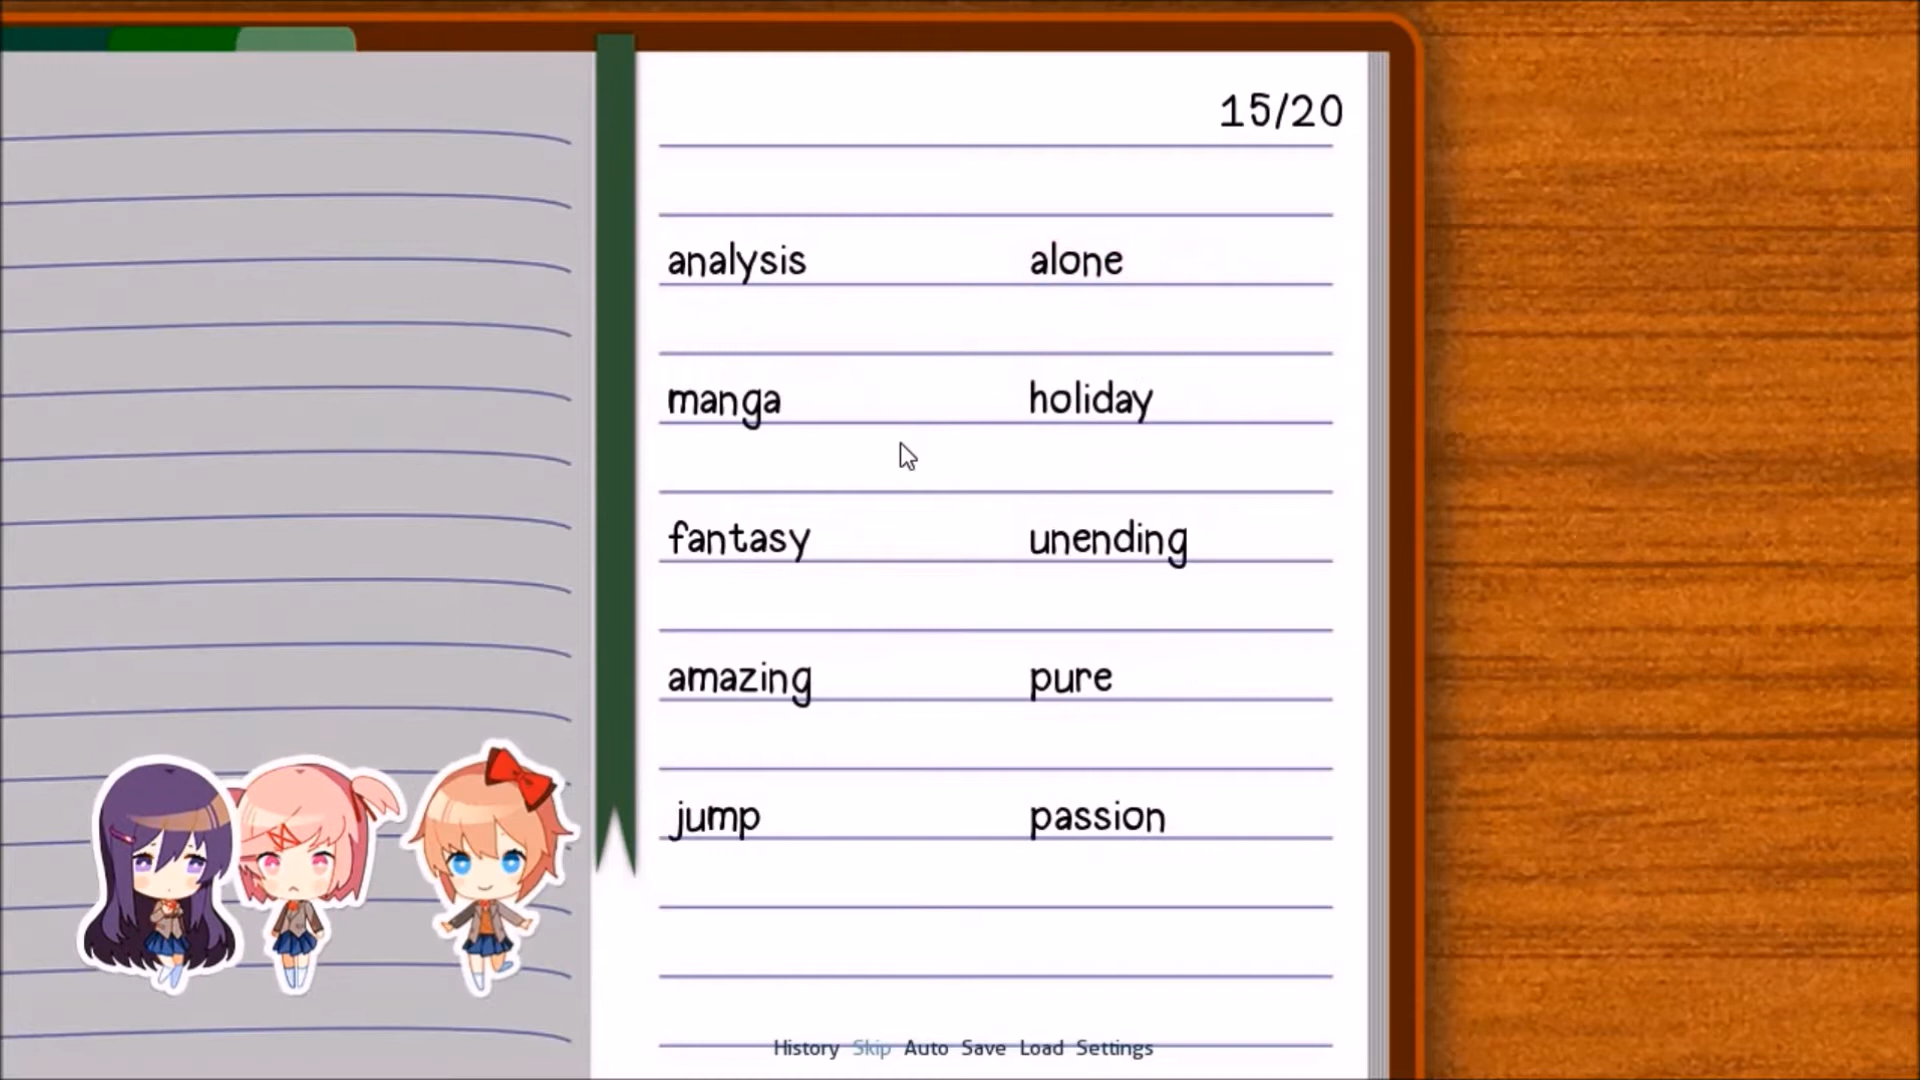 15/20
analysis alone
manga holiday
fantasy unending
amazing pure
jump passion
History Skip Auto Save Load Settings